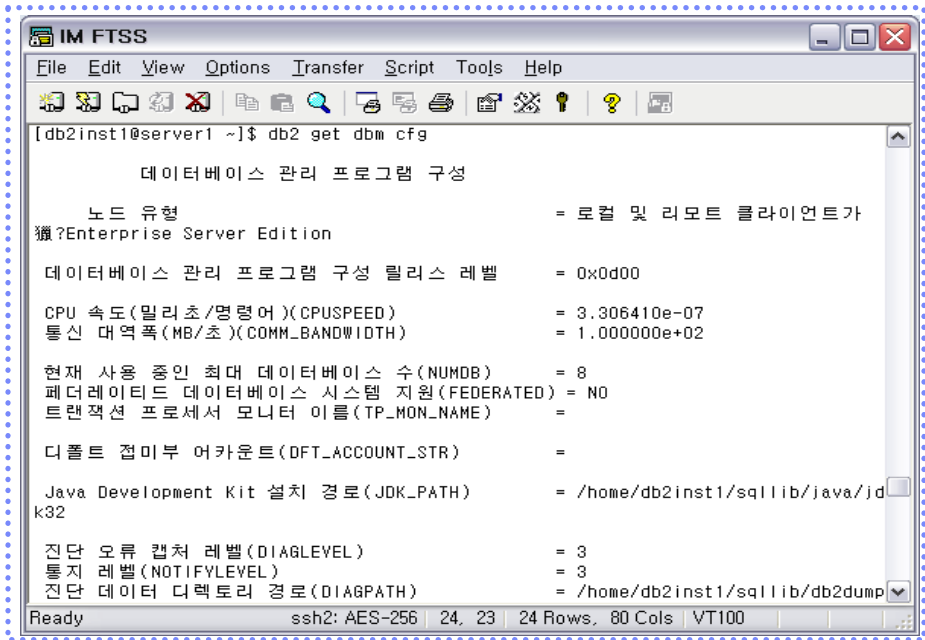 IM FTSS
File Edit View Options Transfer Script Tools Help
[db2inst1@server1 ~]$ db2 get dbm cfg
데이터베이스 관리 프로그램 구성
노드 유형 = 로컬 및 리모트 클라이언트가
獵?Enterprise Server Edition
데이터베이스 관리 프로그램 구성 릴리스 레벨 = 0x0d00
CPU 속도(밀리초/명령어)(CPUSPEED) = 3.306410e-07
통신 대역폭(MB/초)(COMM_BANDWIDTH) = 1.000000e+02
현재 사용 중인 최대 데이터베이스 수(NUMDB) = 8
페더레이티드 데이터베이스 시스템 지원(FEDERATED) = NO
트랜잭션 프로세서 모니터 이름(TP_MON_NAME) =
디폴트 접미부 어카운트(DFT_ACCOUNT_STR) =
Java Development Kit 설치 경로(JDK_PATH) = /home/db2inst1/sqllib/java/jd
k32
진단 오류 캡처 레벨(DIAGLEVEL) = 3
통지 레벨(NOTIFYLEVEL) = 3
진단 데이터 디렉토리 경로(DIAGPATH) = /home/db2inst1/sqllib/db2dump
Ready ssh2: AES-256 24, 23 24 Rows, 80 Cols VT100